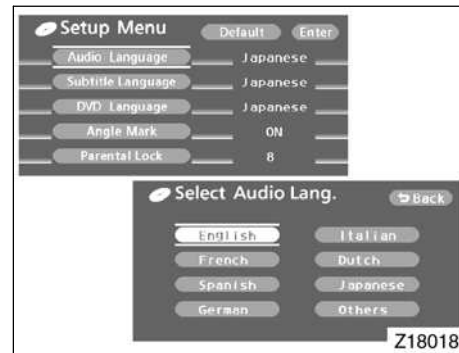 Setup Menu Default Enter
Audio Language Japanese
Subtitle Language Japanese
DVD Language Japanese
Angle Mark ON
Parental Lock 8
Select Audio Lang. Back
English Italian
French Dutch
Spanish Japanese
German Others
Z18018